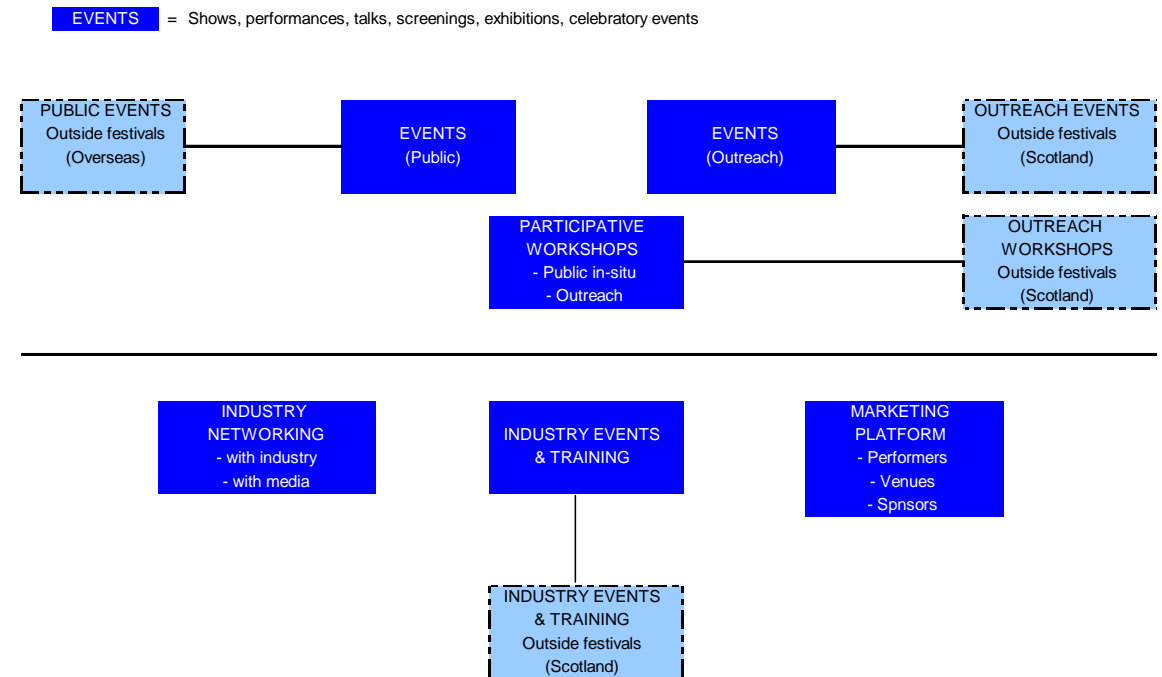 EVENTS = Shows, performances, talks, screenings, exhibitions, celebratory events
PUBLIC EVENTS
Outside festivals
(Overseas)
EVENTS
(Public)
EVENTS
(Outreach)
OUTREACH EVENTS
Outside festivals
(Scotland)
PARTICIPATIVE
WORKSHOPS
- Public in-situ
- Outreach
OUTREACH
WORKSHOPS
Outside festivals
(Scotland)
INDUSTRY
NETWORKING
- with industry
- with media
INDUSTRY EVENTS
& TRAINING
MARKETING
PLATFORM
- Performers
- Venues
- Spnsors
INDUSTRY EVENTS
& TRAINING
Outside festivals
(Scotland)